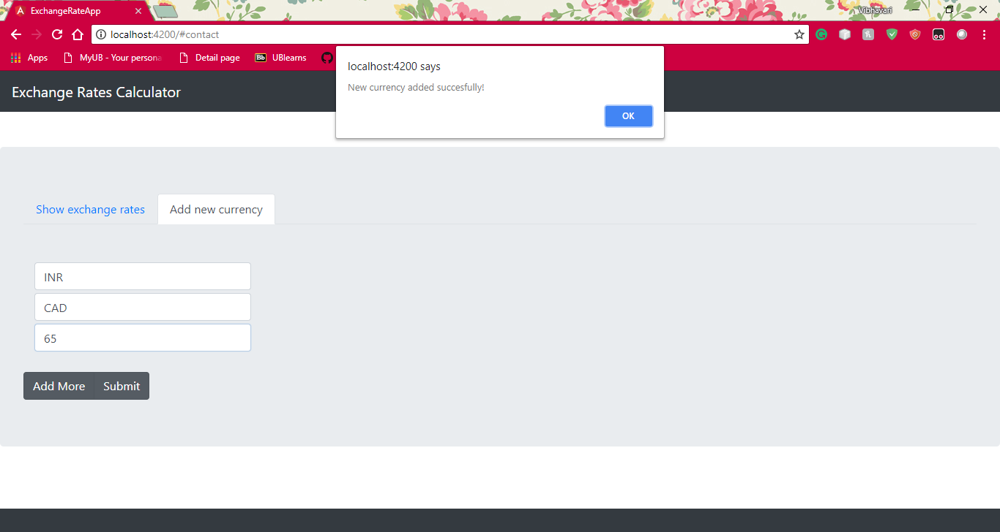 ExchangeRateApp
Vibhavari
localhost:4200/#contact
Apps
MyUB - Your persona
Detail page
Bb UBlearns
localhost:4200 says
New currency added succesfully!
OK
Exchange Rates Calculator
Show exchange rates
Add new currency
INR
CAD
65
Add More
Submit